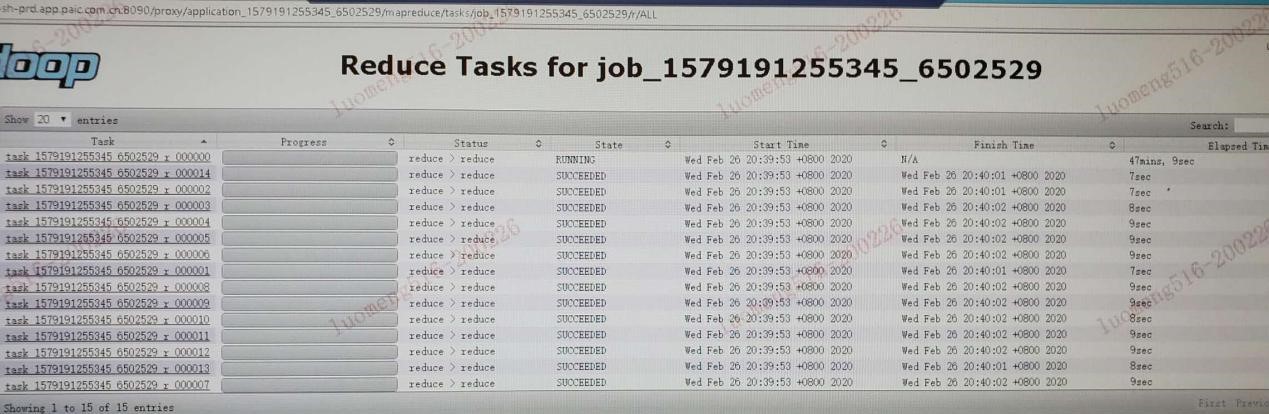 sh-prd.app.paic.com.cn:8090/proxy/application_1579191255345_6502529/mapreduce/tasks/job_1579191255345_6502529/r/ALL
loop
Reduce Tasks for job_1579191255345_6502529
Show 20 entries
Search:
Task Progress Status State Start Time Finish Time Elapsed Tim
task_1579191255345_6502529_r_000000 reduce > reduce RUNNING Wed Feb 26 20:39:53 +0800 2020 N/A 47mins, 9sec
task_1579191255345_6502529_r_000014 reduce > reduce SUCCEEDED Wed Feb 26 20:39:53 +0800 2020 Wed Feb 26 20:40:01 +0800 2020 7sec
task_1579191255345_6502529_r_000002 reduce > reduce SUCCEEDED Wed Feb 26 20:39:53 +0800 2020 Wed Feb 26 20:40:01 +0800 2020 7sec
task_1579191255345_6502529_r_000003 reduce > reduce SUCCEEDED Wed Feb 26 20:39:53 +0800 2020 Wed Feb 26 20:40:02 +0800 2020 8sec
task_1579191255345_6502529_r_000004 reduce > reduce SUCCEEDED Wed Feb 26 20:39:53 +0800 2020 Wed Feb 26 20:40:02 +0800 2020 9sec
task_1579191255345_6502529_r_000005 reduce > reduce SUCCEEDED Wed Feb 26 20:39:53 +0800 2020 Wed Feb 26 20:40:02 +0800 2020 9sec
task_1579191255345_6502529_r_000006 reduce > reduce SUCCEEDED Wed Feb 26 20:39:53 +0800 2020 Wed Feb 26 20:40:02 +0800 2020 9sec
task_1579191255345_6502529_r_000001 reduce > reduce SUCCEEDED Wed Feb 26 20:39:53 +0800 2020 Wed Feb 26 20:40:01 +0800 2020 7sec
task_1579191255345_6502529_r_000008 reduce > reduce SUCCEEDED Wed Feb 26 20:39:53 +0800 2020 Wed Feb 26 20:40:02 +0800 2020 9sec
task_1579191255345_6502529_r_000009 reduce > reduce SUCCEEDED Wed Feb 26 20:39:53 +0800 2020 Wed Feb 26 20:40:02 +0800 2020 9sec
task_1579191255345_6502529_r_000010 reduce > reduce SUCCEEDED Wed Feb 26 20:39:53 +0800 2020 Wed Feb 26 20:40:02 +0800 2020 8sec
task_1579191255345_6502529_r_000011 reduce > reduce SUCCEEDED Wed Feb 26 20:39:53 +0800 2020 Wed Feb 26 20:40:02 +0800 2020 9sec
task_1579191255345_6502529_r_000012 reduce > reduce SUCCEEDED Wed Feb 26 20:39:53 +0800 2020 Wed Feb 26 20:40:02 +0800 2020 9sec
task_1579191255345_6502529_r_000013 reduce > reduce SUCCEEDED Wed Feb 26 20:39:53 +0800 2020 Wed Feb 26 20:40:01 +0800 2020 8sec
task_1579191255345_6502529_r_000007 reduce > reduce SUCCEEDED Wed Feb 26 20:39:53 +0800 2020 Wed Feb 26 20:40:02 +0800 2020 9sec
Showing 1 to 15 of 15 entries
First Previo
luomeng516-200226
luomeng516-200226
luomeng516-200226
luomeng516-200226
luomeng516-200226
luomeng516-200226